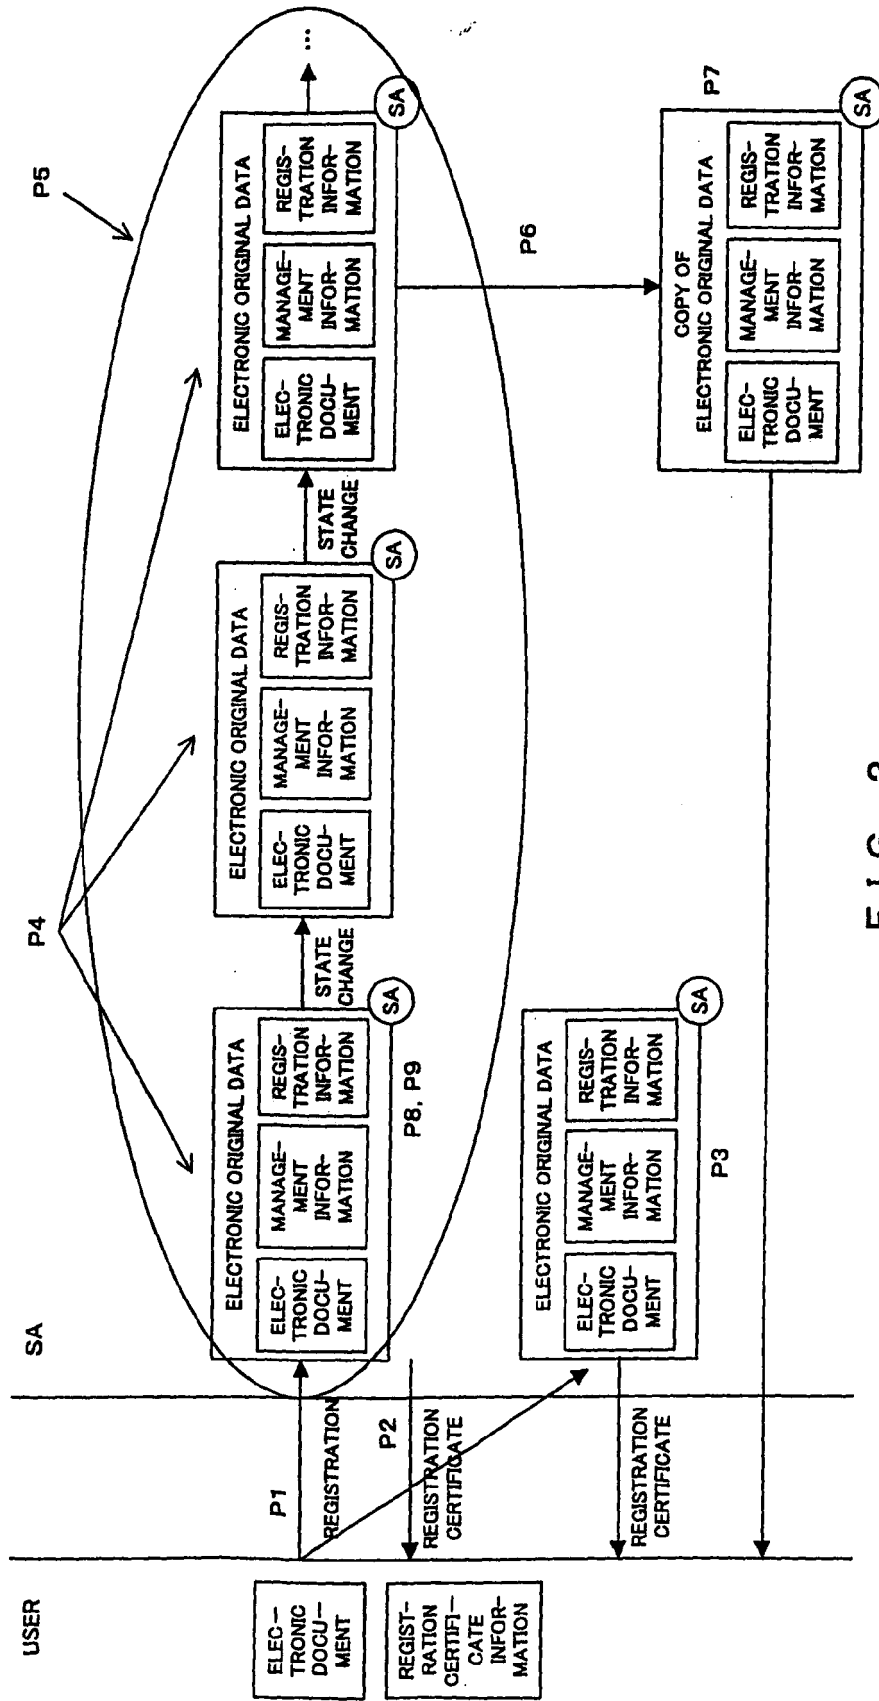 USER
SA
P4
P5
ELEC-
TRONIC
DOCU-
MENT
REGIST-
RATION
CERTIFI-
CATE
INFOR-
MATION
P1
REGISTRATION
P2
REGISTRATION
CERTIFICATE
REGISTRATION
CERTIFICATE
ELECTRONIC ORIGINAL DATA
ELEC-
TRONIC
DOCU-
MENT
MANAGE-
MENT
INFOR-
MATION
REGIS-
TRATION
INFOR-
MATION
SA
P8, P9
STATE
CHANGE
ELECTRONIC ORIGINAL DATA
ELEC-
TRONIC
DOCU-
MENT
MANAGE-
MENT
INFOR-
MATION
REGIS-
TRATION
INFOR-
MATION
SA
STATE
CHANGE
ELECTRONIC ORIGINAL DATA
ELEC-
TRONIC
DOCU-
MENT
MANAGE-
MENT
INFOR-
MATION
REGIS-
TRATION
INFOR-
MATION
SA
...
P6
ELECTRONIC ORIGINAL DATA
ELEC-
TRONIC
DOCU-
MENT
MANAGE-
MENT
INFOR-
MATION
REGIS-
TRATION
INFOR-
MATION
SA
P3
COPY OF
ELECTRONIC ORIGINAL DATA
ELEC-
TRONIC
DOCU-
MENT
MANAGE-
MENT
INFOR-
MATION
REGIS-
TRATION
INFOR-
MATION
SA
P7